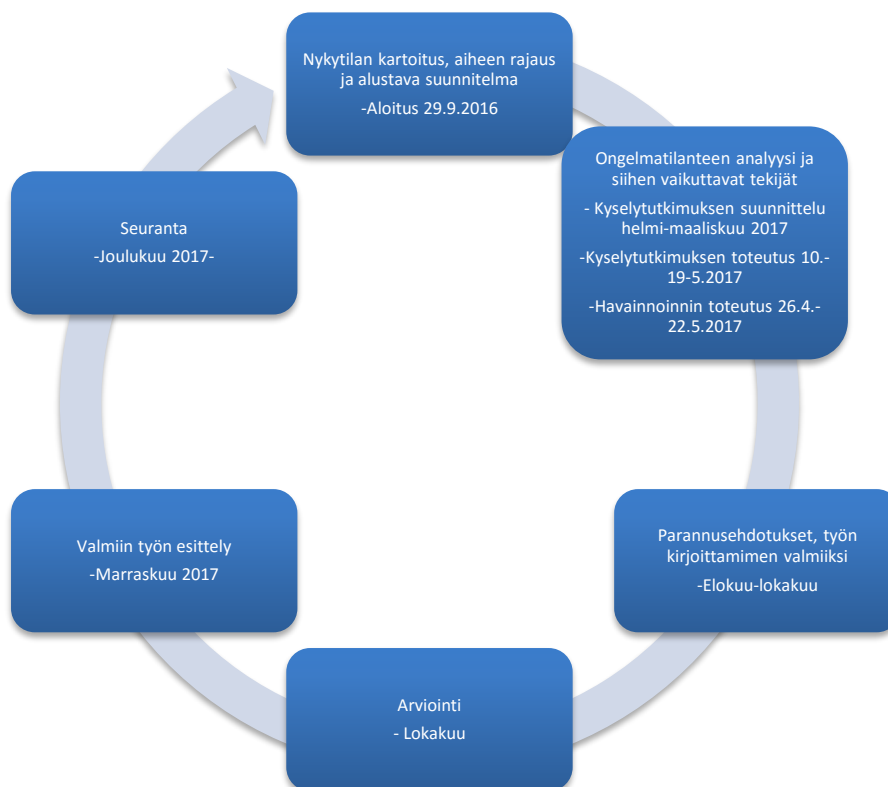 Nykytilan kartoitus, aiheen rajaus
ja alustava suunnitelma
-Aloitus 29.9.2016
Ongelmatilanteen analyysi ja
siihen vaikuttavat tekijät
- Kyselytutkimuksen suunnittelu
helmi-maaliskuu 2017
-Kyselytutkimuksen toteutus 10.-
19-5.2017
-Havainnoinnin toteutus 26.4.-
22.5.2017
Parannusehdotukset, työn
kirjoittamimen valmiiksi
-Elokuu-lokakuu
Arviointi
- Lokakuu
Valmiin työn esittely
-Marraskuu 2017
Seuranta
-Joulukuu 2017-